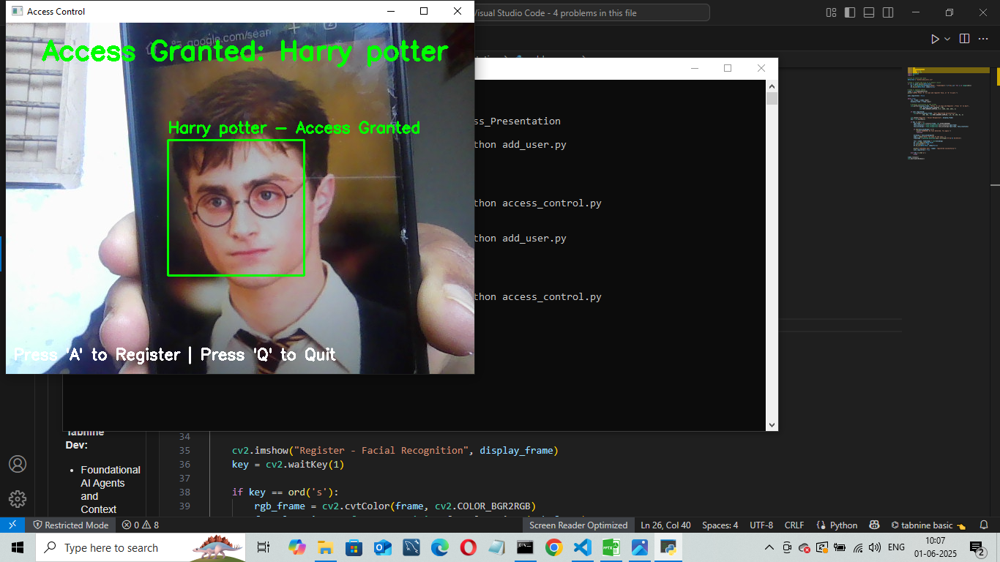 Access Control
Visual Studio Code - 4 problems in this file
google.com/sear
Access Granted: Harry potter
Harry potter - Access Granted
Press 'A' to Register | Press 'Q' to Quit
ss_Presentation
thon add_user.py
thon access_control.py
thon add_user.py
thon access_control.py
Tabnine
Dev:
Foundational
AI Agents
and
Context
34
35 cv2.imshow("Register - Facial Recognition", display_frame)
36 key = cv2.waitKey(1)
37
38 if key == ord('s'):
39 rgb_frame = cv2.cvtColor(frame, cv2.COLOR_BGR2RGB)
Restricted Mode 0 8 Screen Reader Optimized Ln 26, Col 40 Spaces: 4 UTF-8 CRLF Python tabnine basic
Type here to search
ENG
10:07
01-06-2025
2